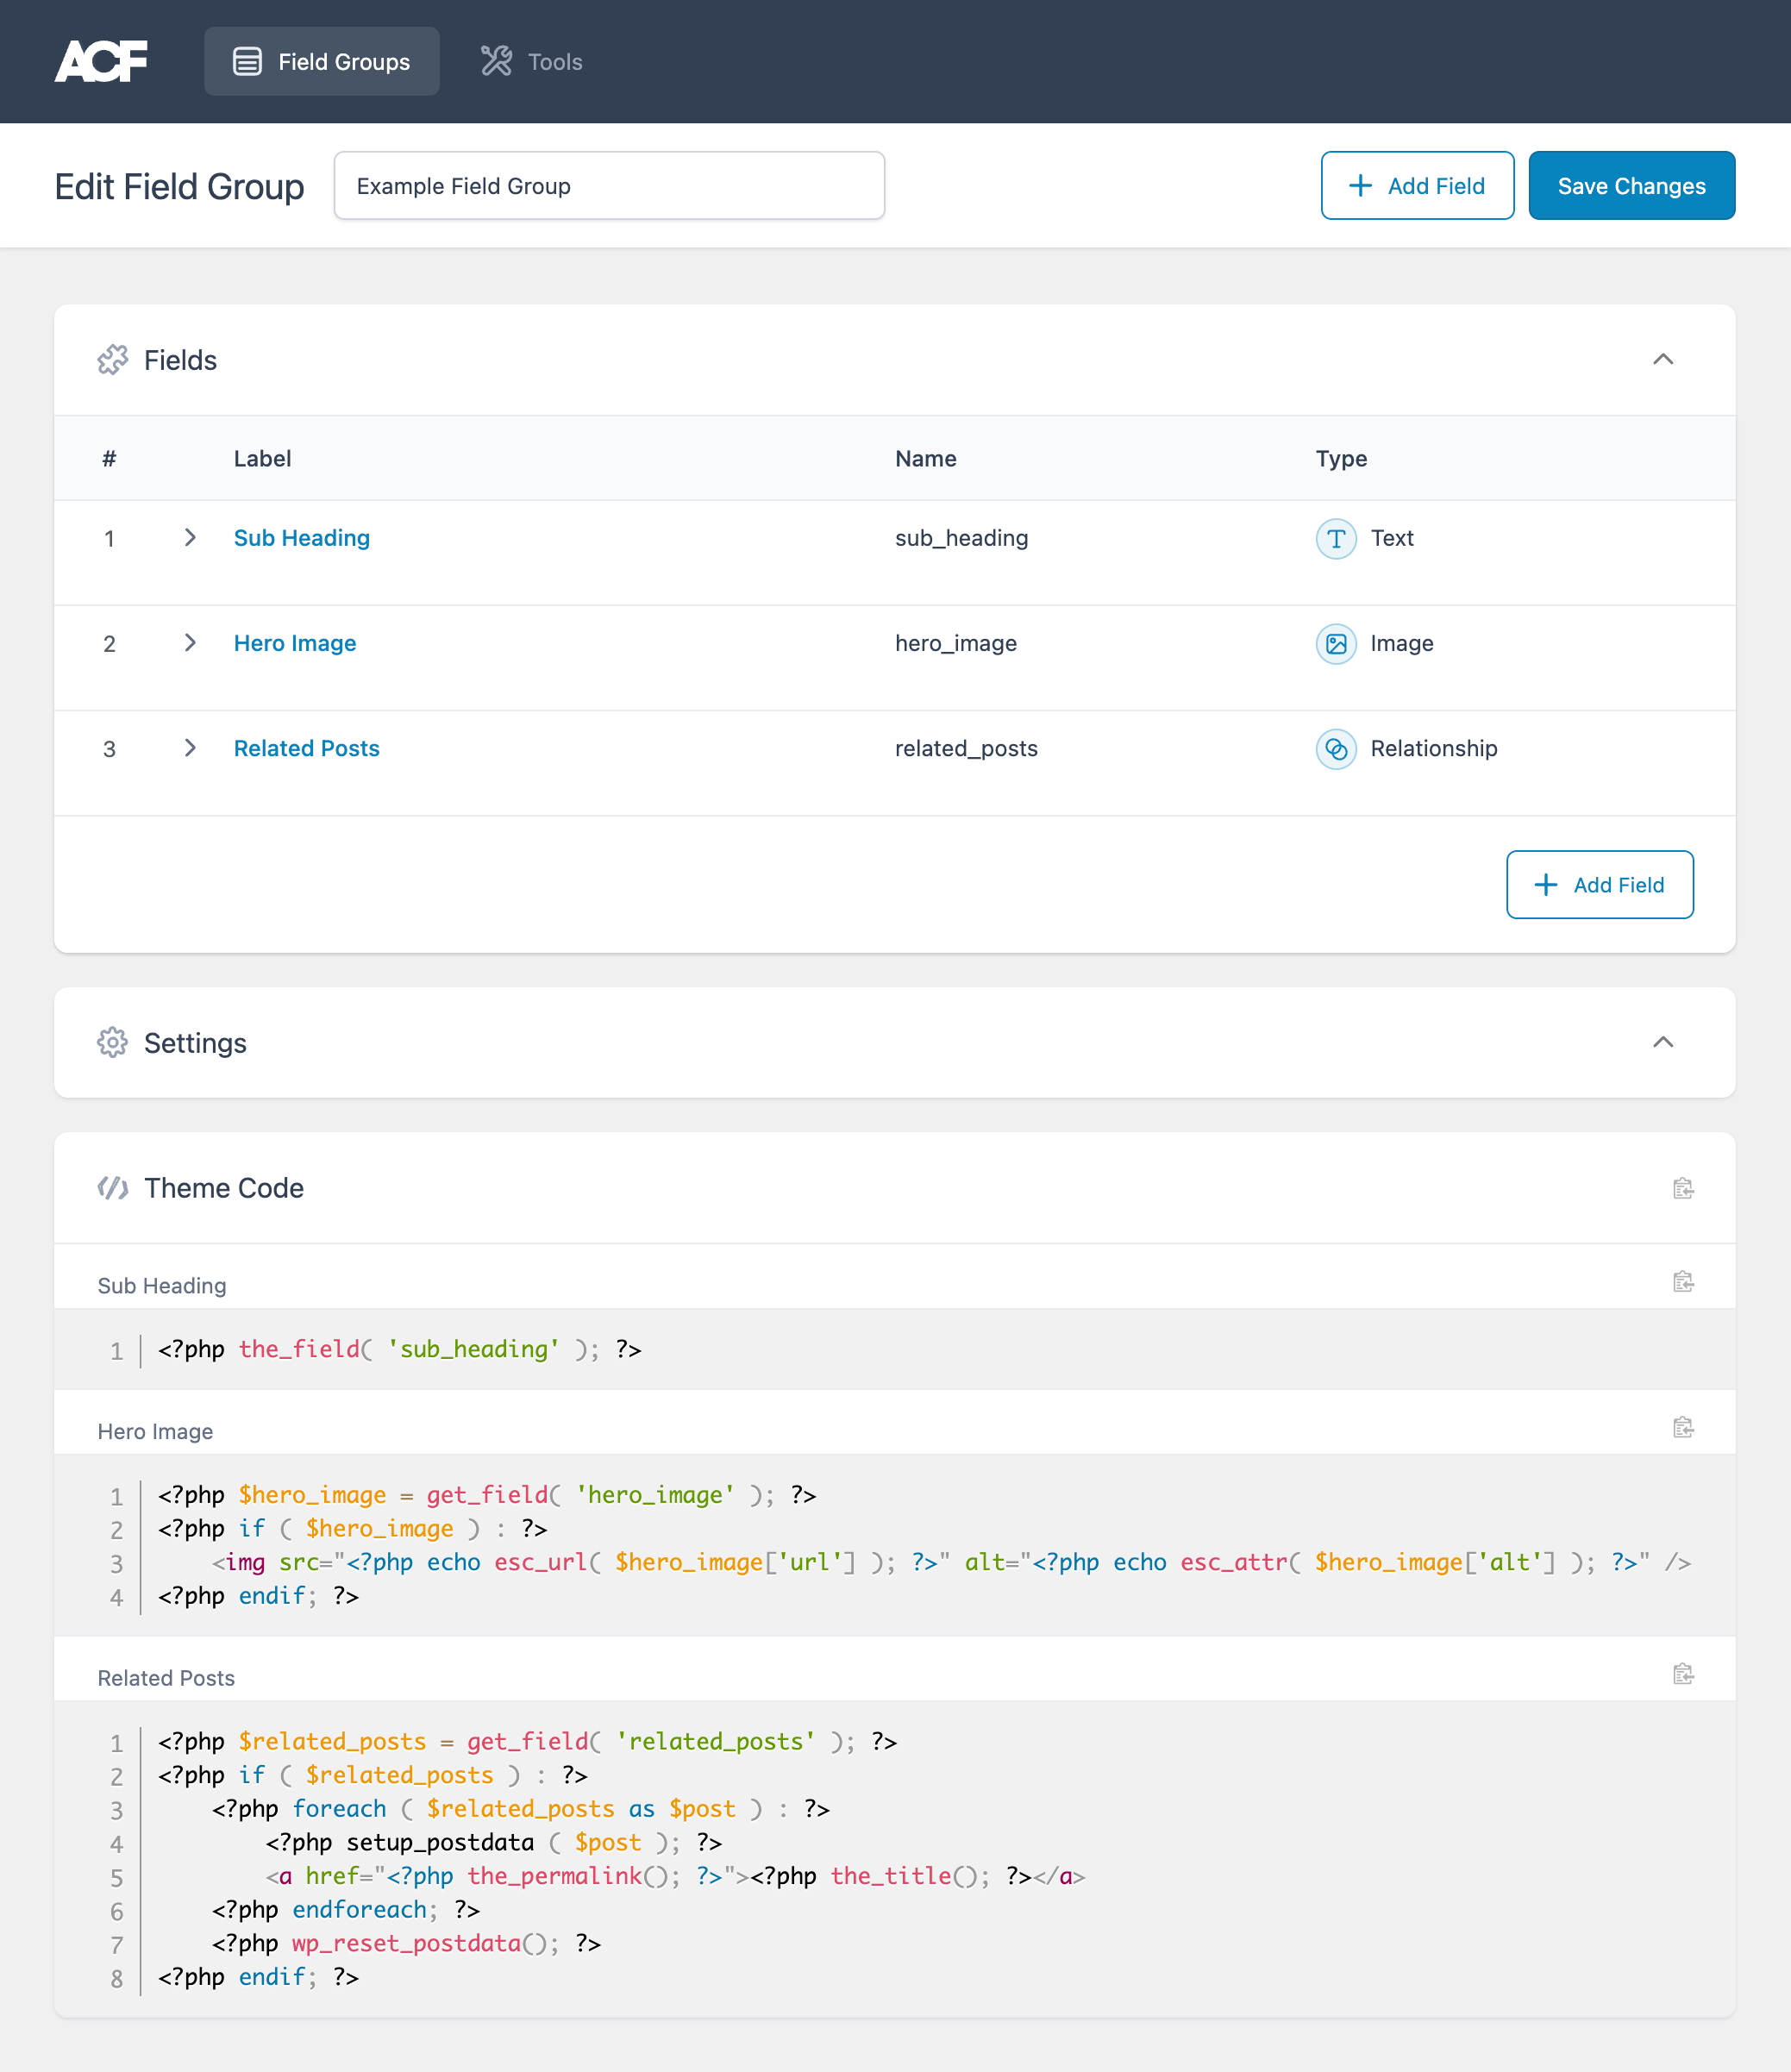 ACF Field Groups Tools
Edit Field Group Example Field Group + Add Field Save Changes
Fields
# Label Name Type
1 Sub Heading sub_heading T Text
2 Hero Image hero_image Image
3 Related Posts related_posts Relationship
+ Add Field
Settings
</> Theme Code
Sub Heading
1 <?php the_field( 'sub_heading' ); ?>
Hero Image
1 <?php $hero_image = get_field( 'hero_image' ); ?>
2 <?php if ( $hero_image ) : ?>
3     <img src="<?php echo esc_url( $hero_image['url'] ); ?>" alt="<?php echo esc_attr( $hero_image['alt'] ); ?>" />
4 <?php endif; ?>
Related Posts
1 <?php $related_posts = get_field( 'related_posts' ); ?>
2 <?php if ( $related_posts ) : ?>
3     <?php foreach ( $related_posts as $post ) : ?>
4         <?php setup_postdata ( $post ); ?>
5         <a href="<?php the_permalink(); ?>"><?php the_title(); ?></a>
6     <?php endforeach; ?>
7     <?php wp_reset_postdata(); ?>
8 <?php endif; ?>